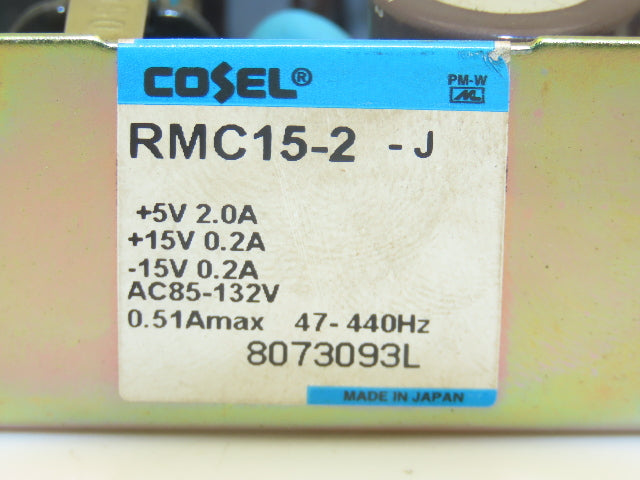 COSEL®
PM-W
RMC15-2 -J
+5V 2.0A
+15V 0.2A
-15V 0.2A
AC85-132V
0.51Amax 47-440Hz
8073093L
MADE IN JAPAN